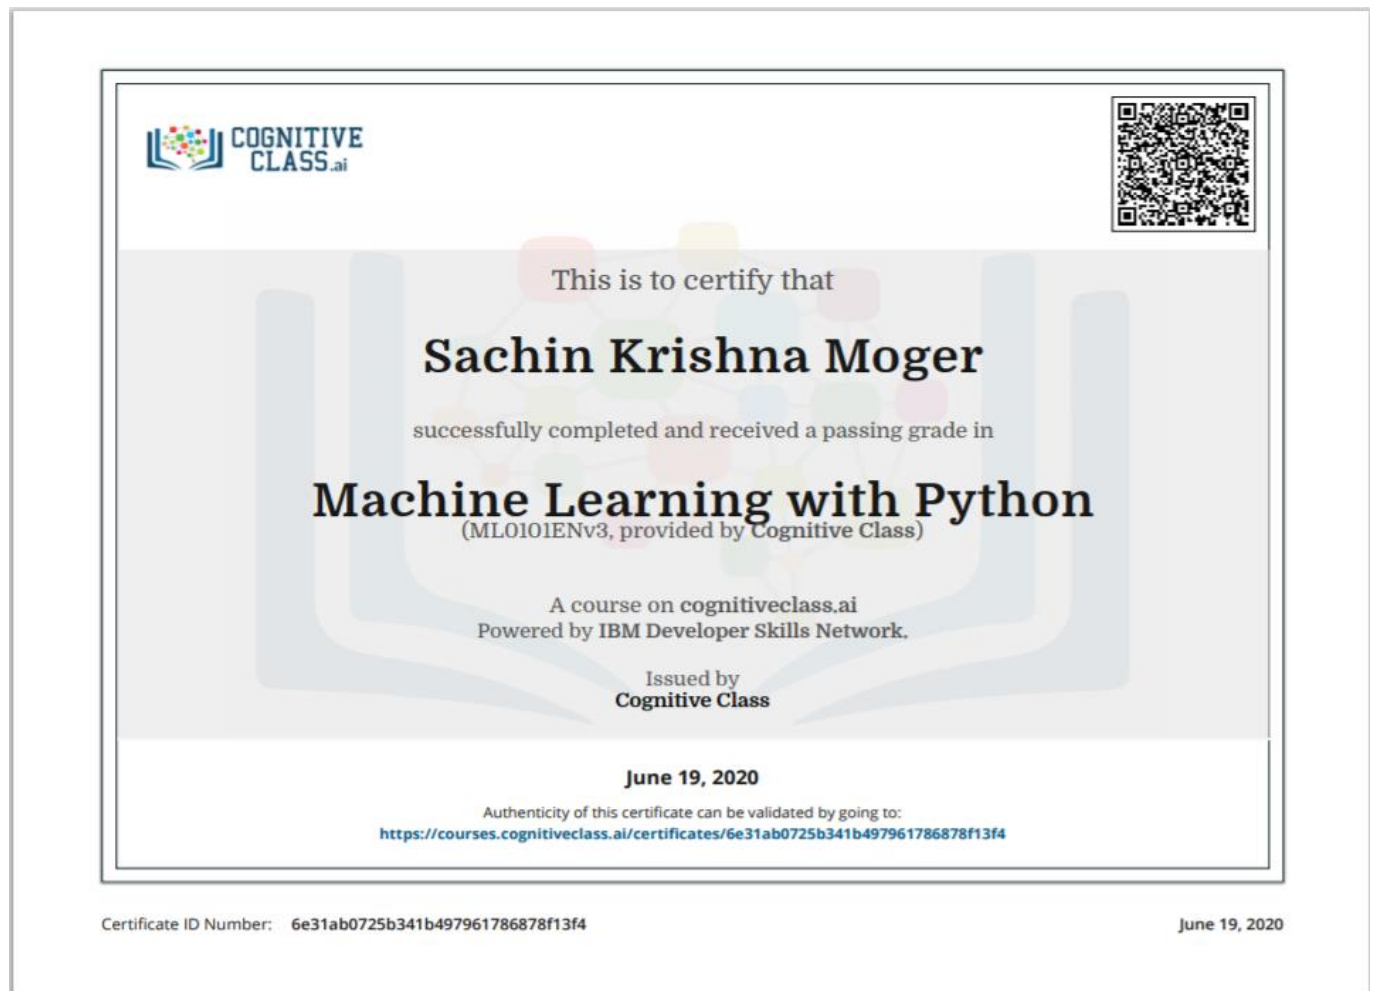 COGNITIVE
CLASS.ai
This is to certify that
Sachin Krishna Moger
successfully completed and received a passing grade in
Machine Learning with Python
(ML0101ENv3, provided by Cognitive Class)
A course on cognitiveclass.ai
Powered by IBM Developer Skills Network.
Issued by
Cognitive Class
June 19, 2020
Authenticity of this certificate can be validated by going to:
https://courses.cognitiveclass.ai/certificates/6e31ab0725b341b497961786878f13f4
Certificate ID Number: 6e31ab0725b341b497961786878f13f4
June 19, 2020